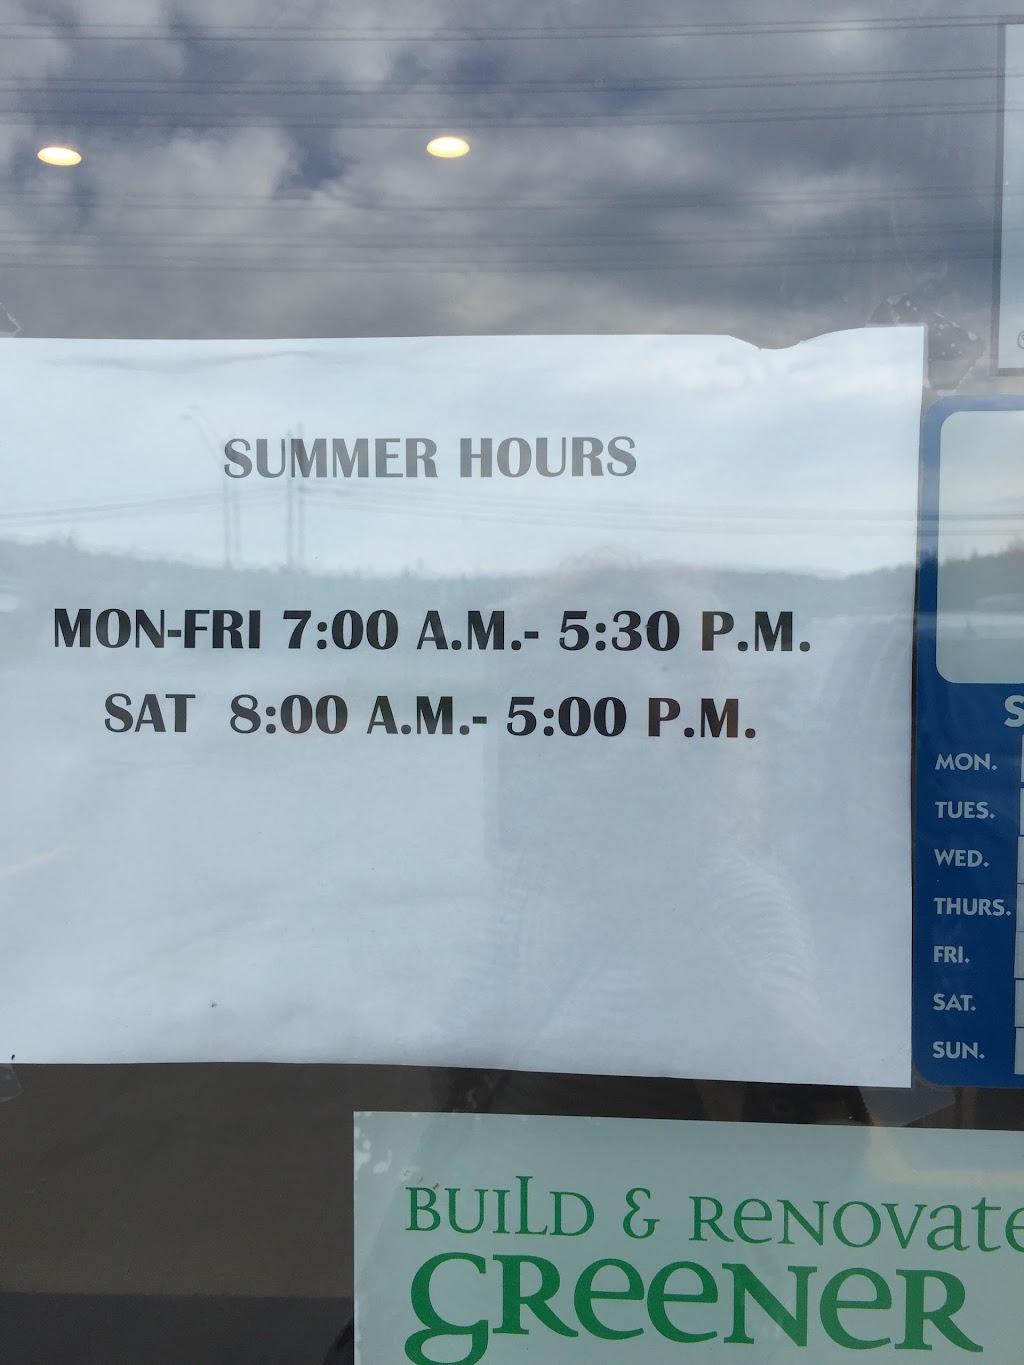 SUMMER HOURS
MON-FRI 7:00 A.M.- 5:30 P.M.
SAT 8:00 A.M.- 5:00 P.M.
MON.
TUES.
WED.
THURS.
FRI.
SAT.
SUN.
BUILD & RENOVATE
GREENER